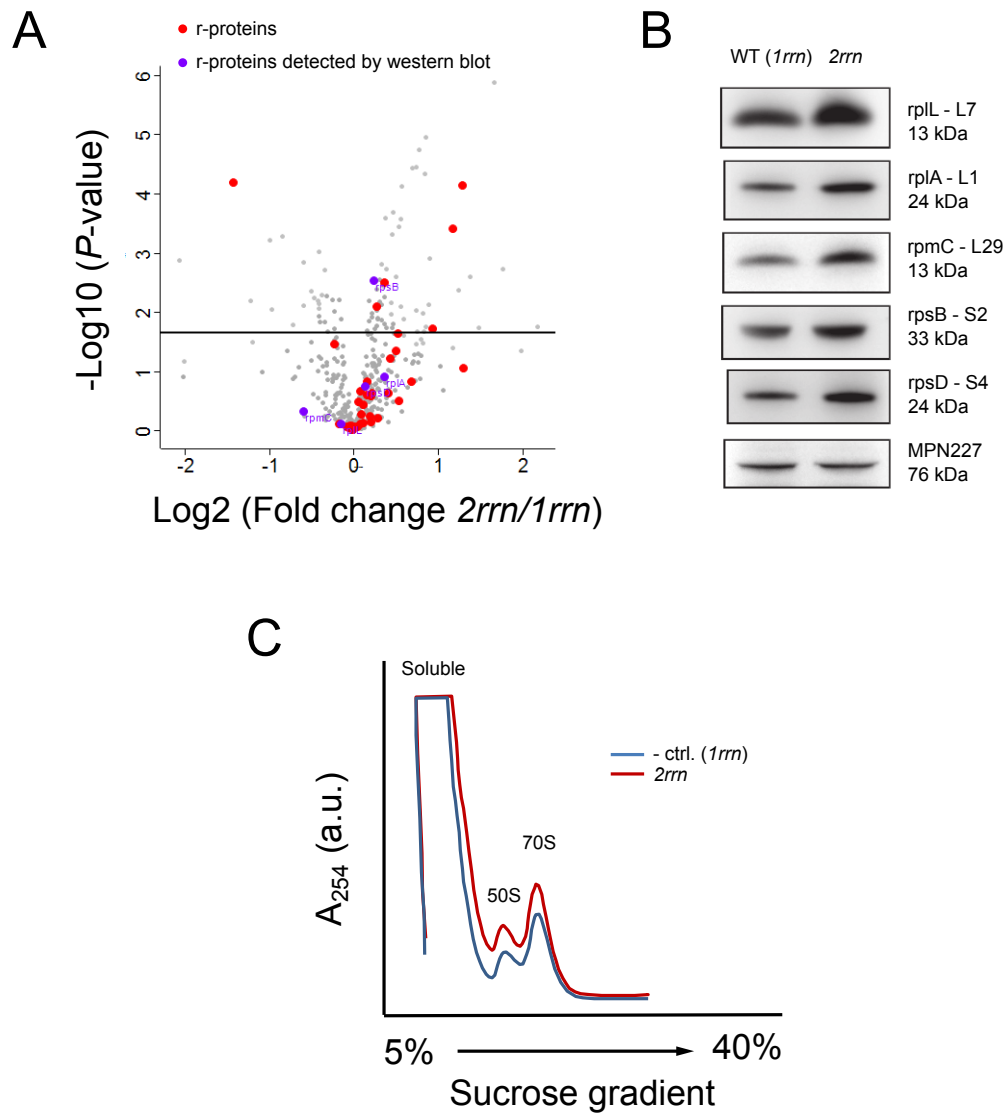 A
r-proteins
r-proteins detected by western blot
-Log10 (P-value)
6
5
4
3
2
1
0
rpsB
rplA
rpmC
rplL
-2
-1
0
1
2
Log2 (Fold change 2rrn/1rrn)
B
WT (1rrn) 2rrn
rplL - L7
13 kDa
rplA - L1
24 kDa
rpmC - L29
13 kDa
rpsB - S2
33 kDa
rpsD - S4
24 kDa
MPN227
76 kDa
C
Soluble
- ctrl. (1rrn)
2rrn
70S
50S
A254 (a.u.)
5% 40%
Sucrose gradient